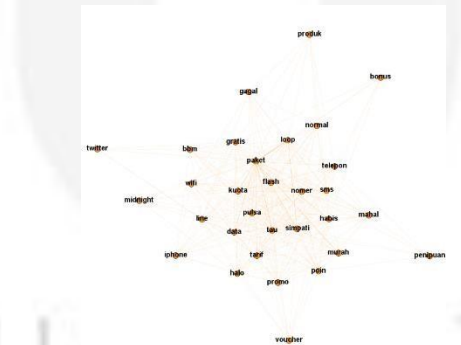 produk
bonus
gagal
normal
gratis
loop
twitter
bbm
paket
telepon
wifi
flash
kuota
nomer
sms
midnight
pulsa
mahal
line
habis
data
lau
simpati
iphone
tarif
murah
penipuan
halo
poin
promo
voucher